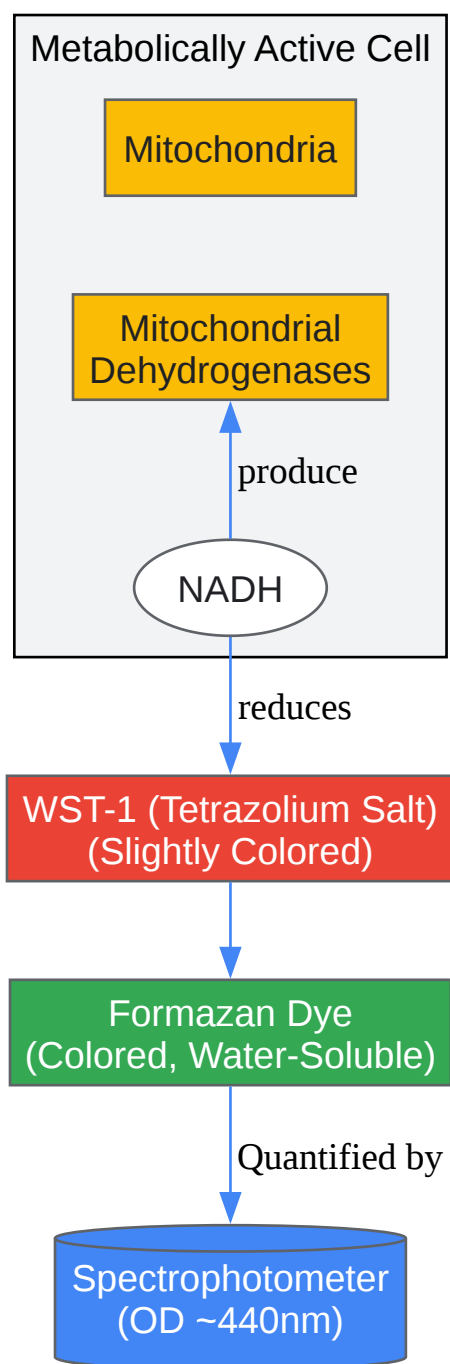 Metabolically Active Cell
Mitochondria
Mitochondrial
Dehydrogenases
produce
NADH
reduces
WST-1 (Tetrazolium Salt)
(Slightly Colored)
Formazan Dye
(Colored, Water-Soluble)
Quantified by
Spectrophotometer
(OD ~440nm)